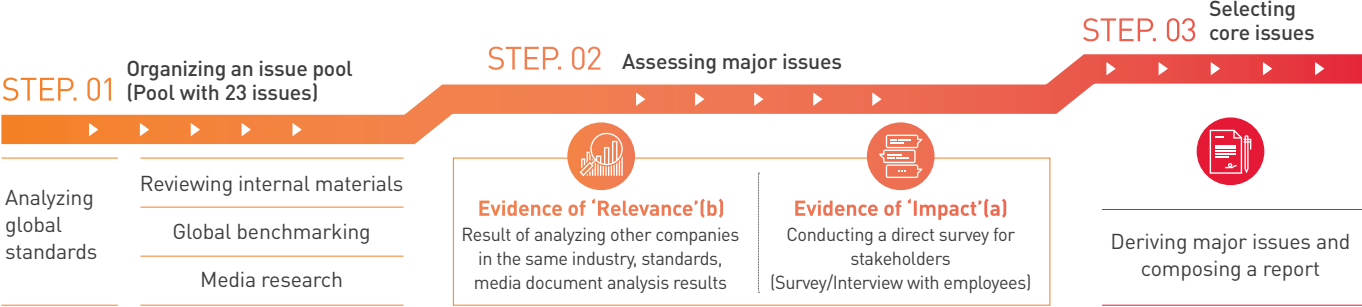 STEP. 01
Organizing an issue pool
(Pool with 23 issues)
Analyzing
global
standards
Reviewing internal materials
Global benchmarking
Media research
STEP. 02
Assessing major issues
Evidence of ‘Relevance’(b)
Result of analyzing other companies
in the same industry, standards,
media document analysis results
Evidence of ‘Impact’(a)
Conducting a direct survey for
stakeholders
(Survey/Interview with employees)
STEP. 03
Selecting
core issues
Deriving major issues and
composing a report